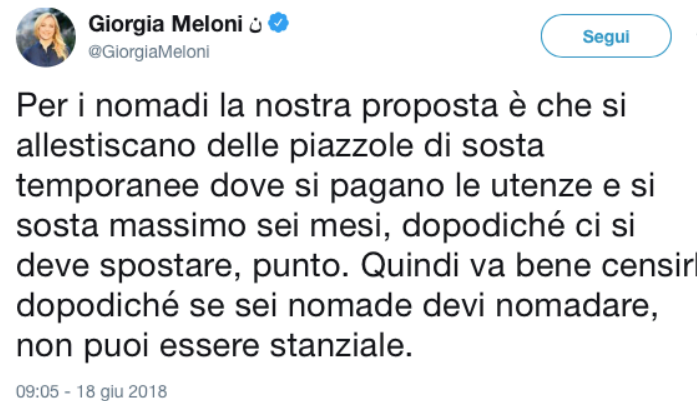 Giorgia Meloni ن
@GiorgiaMeloni
Segui
Per i nomadi la nostra proposta è che si
allestiscano delle piazzole di sosta
temporanee dove si pagano le utenze e si
sosta massimo sei mesi, dopodiché ci si
deve spostare, punto. Quindi va bene censirl
dopodiché se sei nomade devi nomadare,
non puoi essere stanziale.
09:05 - 18 giu 2018